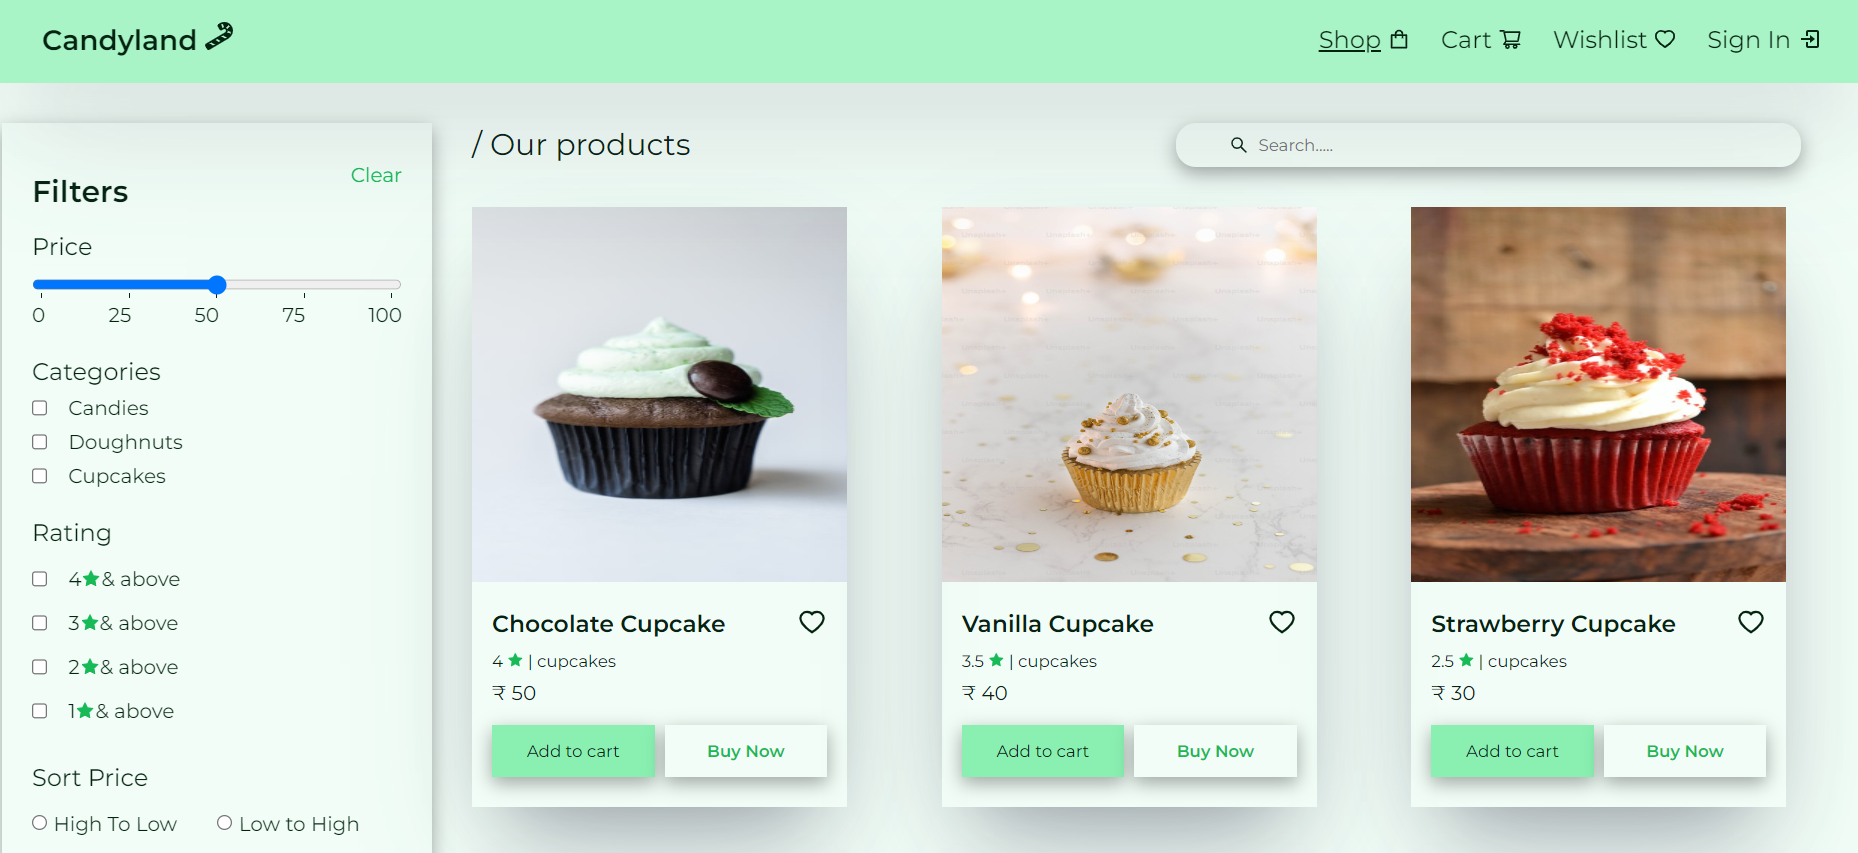 Candyland
Shop Cart Wishlist Sign In
/ Our products
Search.....
Clear
Filters
Price
0 25 50 75 100
Categories
Candies
Doughnuts
Cupcakes
Rating
4★& above
3★& above
2★& above
1★& above
Sort Price
High To Low Low to High
Chocolate Cupcake
4 ★ | cupcakes
₹ 50
Add to cart Buy Now
Vanilla Cupcake
3.5 ★ | cupcakes
₹ 40
Add to cart Buy Now
Strawberry Cupcake
2.5 ★ | cupcakes
₹ 30
Add to cart Buy Now